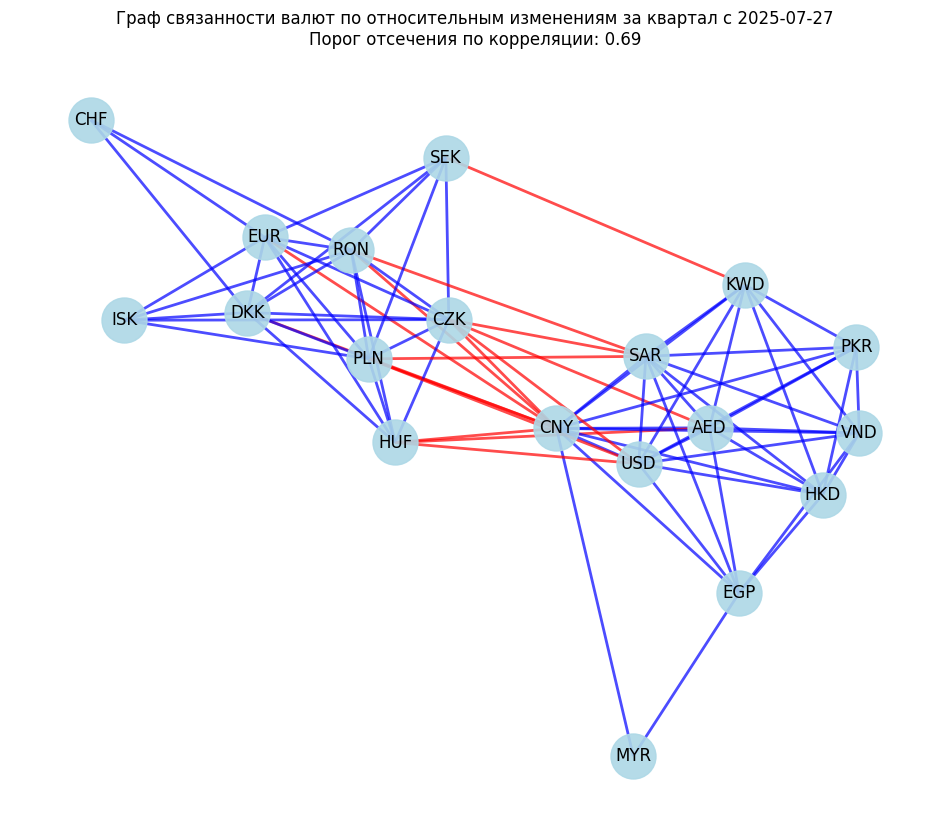 Граф связанности валют по относительным изменениям за квартал с 2025-07-27
Порог отсечения по корреляции: 0.69
CHF
SEK
EUR
RON
KWD
ISK
DKK
CZK
PKR
SAR
PLN
CNY
AED
VND
HUF
USD
HKD
EGP
MYR